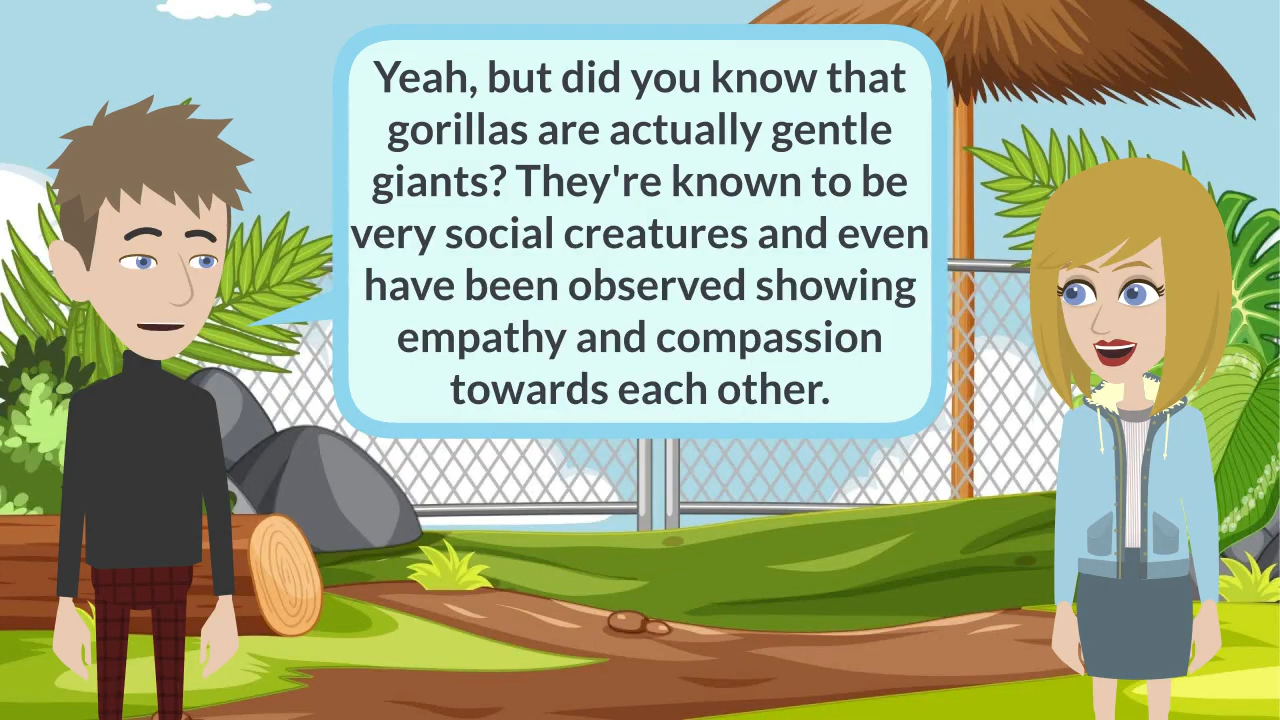 Yeah, but did you know that
gorillas are actually gentle
giants? They're known to be
very social creatures and even
have been observed showing
empathy and compassion
towards each other.